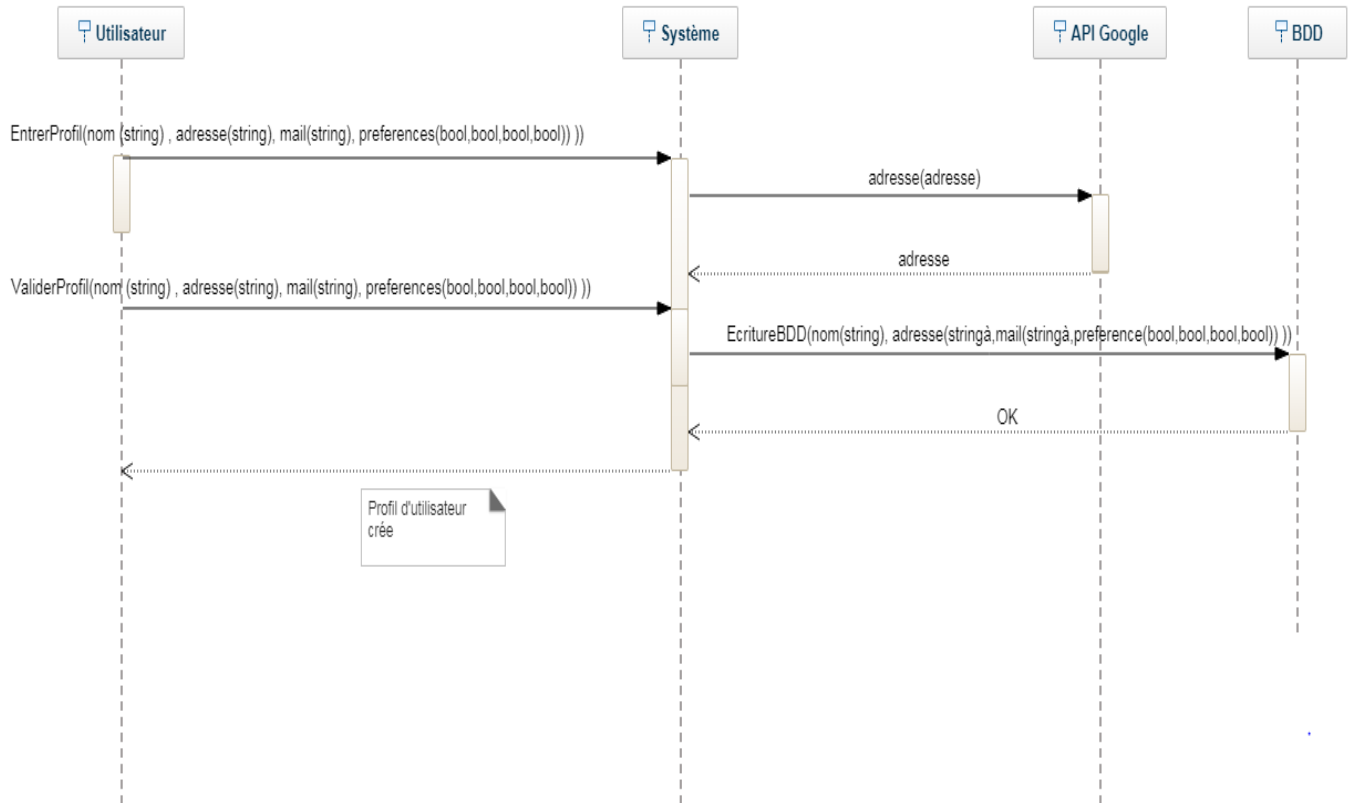 Utilisateur
Système
API Google
BDD
EntrerProfil(nom (string) , adresse(string), mail(string), preferences(bool,bool,bool,bool)) ))
adresse(adresse)
adresse
ValiderProfil(nom (string) , adresse(string), mail(string), preferences(bool,bool,bool,bool)) ))
EcritureBDD(nom(string), adresse(stringà,mail(stringà,preference(bool,bool,bool,bool)) ))
OK
Profil d'utilisateur
crée